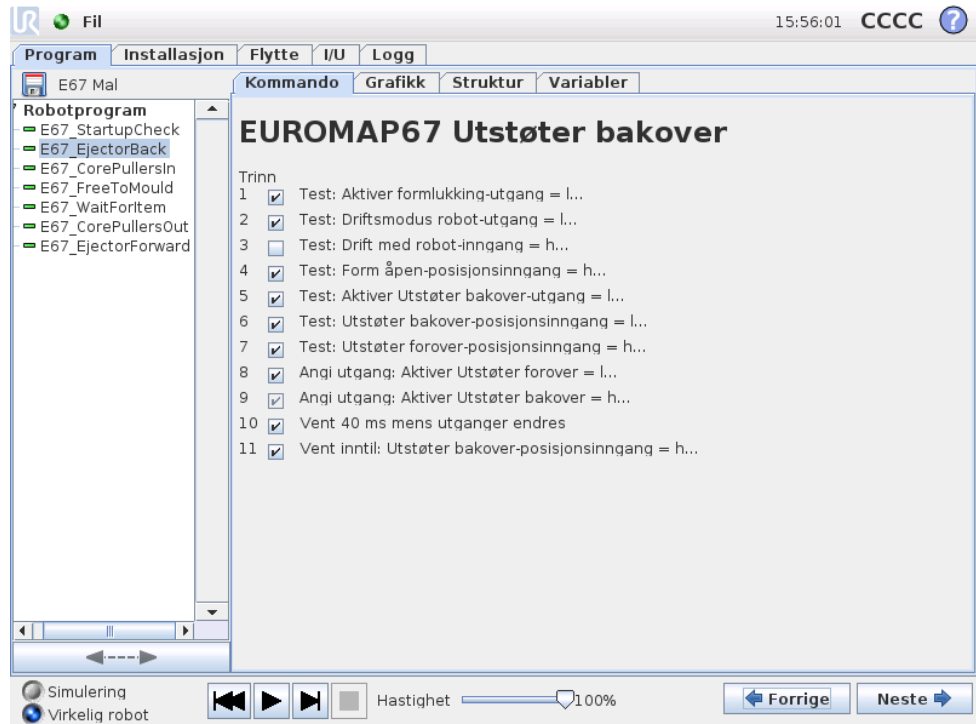 UR Fil 15:56:01 CCCC ?
Program Installasjon Flytte I/U Logg
E67 Mal
Kommando Grafikk Struktur Variabler
Robotprogram
E67_StartupCheck
E67_EjectorBack
E67_CorePullersIn
E67_FreeToMould
E67_WaitForItem
E67_CorePullersOut
E67_EjectorForward
EUROMAP67 Utstøter bakover
Trinn
1 Test: Aktiver formlukking-utgang = l...
2 Test: Driftsmodus robot-utgang = l...
3 Test: Drift med robot-inngang = h...
4 Test: Form åpen-posisjonsinngang = h...
5 Test: Aktiver Utstøter bakover-utgang = l...
6 Test: Utstøter bakover-posisjonsinngang = l...
7 Test: Utstøter forover-posisjonsinngang = h...
8 Angi utgang: Aktiver Utstøter forover = l...
9 Angi utgang: Aktiver Utstøter bakover = h...
10 Vent 40 ms mens utganger endres
11 Vent inntil: Utstøter bakover-posisjonsinngang = h...
Simulering
Virkelig robot
Hastighet 100%
Forrige Neste